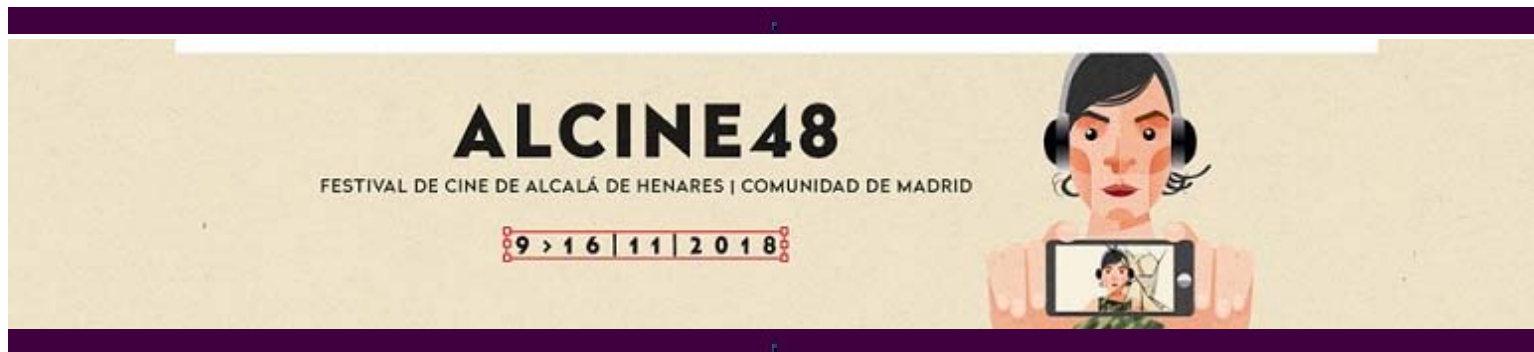 ALCINE48
FESTIVAL DE CINE DE ALCALÁ DE HENARES | COMUNIDAD DE MADRID
9 > 16 | 11 | 2018